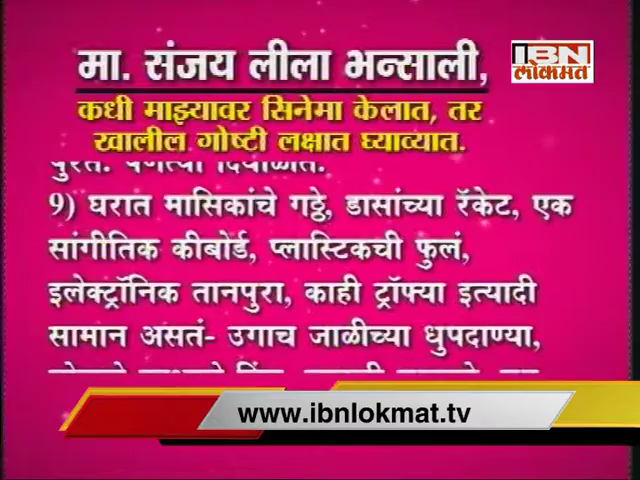 IBN
लोकमत
मा. संजय लीला भन्साली,
कधी माझ्यावर सिनेमा केलात, तर
खालील गोष्टी लक्षात घ्याव्यात.
9) घरात मासिकांचे गठ्ठे, डासांच्या रॅकेट, एक
सांगीतिक कीबोर्ड, प्लास्टिकची फुलं,
इलेक्ट्रॉनिक तानपुरा, काही ट्रॉफ्या इत्यादी
सामान असतं- उगाच जाळीच्या धुपदाण्या,
www.ibnlokmat.tv